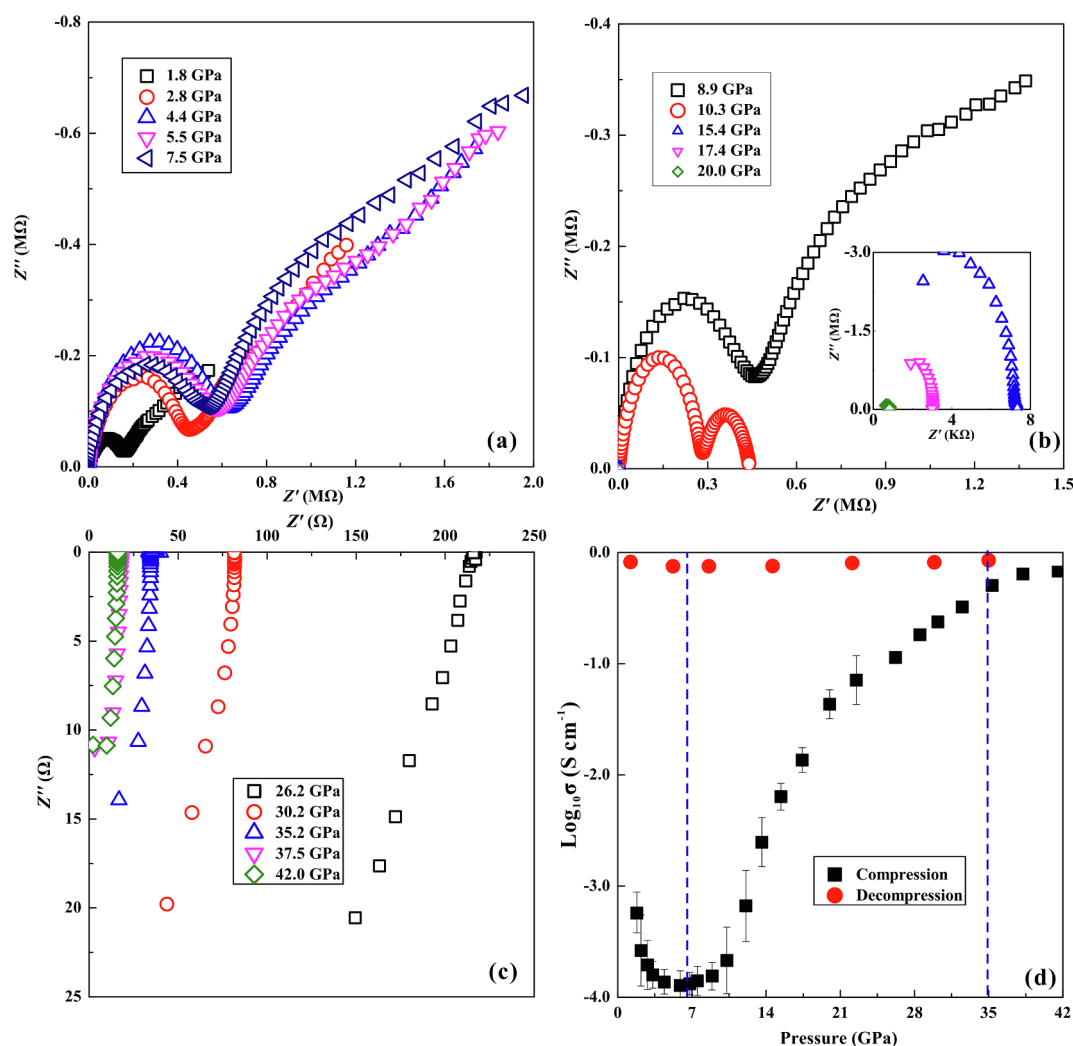 -0.8
-0.6
-0.4
-0.2
0.0
Z'' (MΩ)
1.8 GPa
2.8 GPa
4.4 GPa
5.5 GPa
7.5 GPa
(a)
0.0 0.4 0.8 1.2 1.6 2.0
Z' (MΩ)
-0.4
-0.3
-0.2
-0.1
0.0
Z'' (MΩ)
8.9 GPa
10.3 GPa
15.4 GPa
17.4 GPa
20.0 GPa
-3.0
-1.5
0.0
Z'' (MΩ)
0 4 8
Z' (KΩ)
(b)
0.0 0.3 0.6 0.9 1.2 1.5
Z' (MΩ)
Z' (Ω)
0 50 100 150 200 250
0
5
10
15
20
25
Z'' (Ω)
26.2 GPa
30.2 GPa
35.2 GPa
37.5 GPa
42.0 GPa
(c)
0.0
-1.0
-2.0
-3.0
-4.0
Log₁₀σ (S cm⁻¹)
Compression
Decompression
(d)
0 7 14 21 28 35 42
Pressure (GPa)